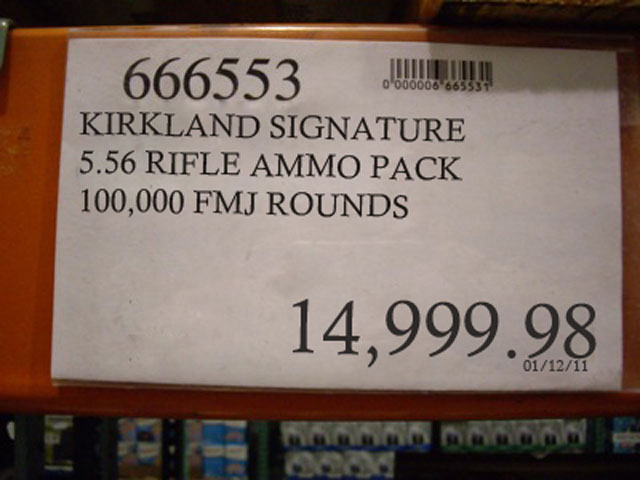 666553
0 000006 665531
KIRKLAND SIGNATURE
5.56 RIFLE AMMO PACK
100,000 FMJ ROUNDS
14,999.98
01/12/11